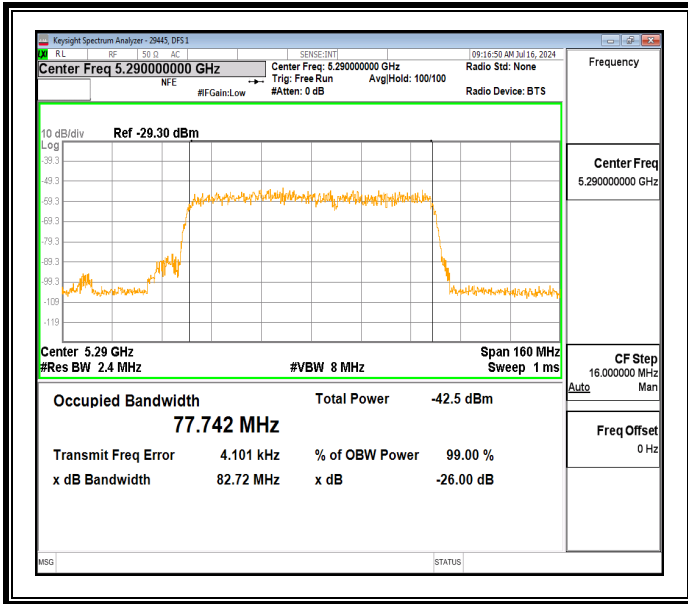 Keysight Spectrum Analyzer - 29445, DFS 1
RL RF 50 Ω AC SENSE:INT 09:16:50 AM Jul 16, 2024
Center Freq 5.290000000 GHz Center Freq: 5.290000000 GHz Radio Std: None
NFE Trig: Free Run Avg|Hold: 100/100
#IFGain:Low #Atten: 0 dB Radio Device: BTS
Frequency
10 dB/div Ref -29.30 dBm
Log
-39.3
-49.3
-59.3
-69.3
-79.3
-89.3
-99.3
-109
-119
Center Freq
5.290000000 GHz
Center 5.29 GHz Span 160 MHz
#Res BW 2.4 MHz #VBW 8 MHz Sweep 1 ms
CF Step
16.000000 MHz
Auto Man
Occupied Bandwidth Total Power -42.5 dBm
77.742 MHz
Transmit Freq Error 4.101 kHz % of OBW Power 99.00 %
x dB Bandwidth 82.72 MHz x dB -26.00 dB
Freq Offset
0 Hz
MSG STATUS